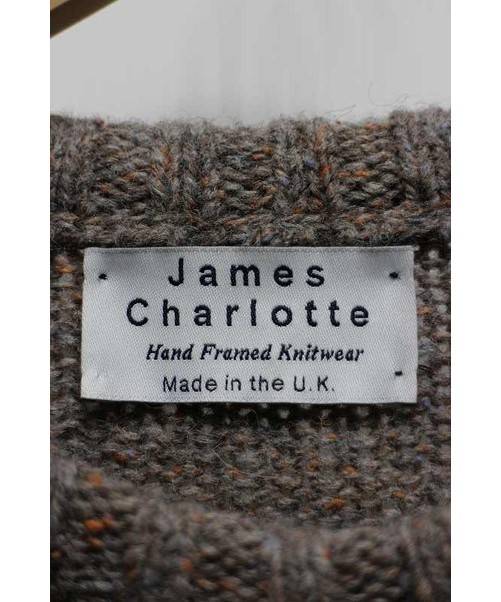 James
Charlotte
Hand Framed Knitwear
Made in the U.K.